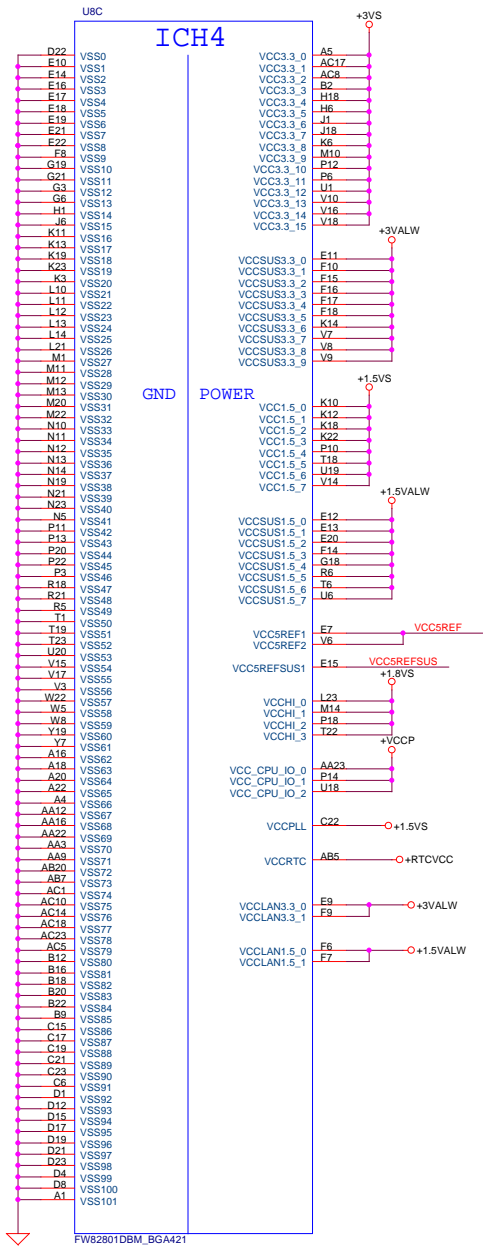 U8C
ICH4
GND
POWER
D22 VSS0
E10 VSS1
E14 VSS2
E16 VSS3
E17 VSS4
E18 VSS5
E19 VSS6
E21 VSS7
E22 VSS8
F8 VSS9
G19 VSS10
G21 VSS11
G3 VSS12
G6 VSS13
H1 VSS14
J6 VSS15
K11 VSS16
K13 VSS17
K19 VSS18
K23 VSS19
K3 VSS20
L10 VSS21
L11 VSS22
L12 VSS23
L13 VSS24
L14 VSS25
L21 VSS26
M1 VSS27
M11 VSS28
M12 VSS29
M13 VSS30
M20 VSS31
M22 VSS32
N10 VSS33
N11 VSS34
N12 VSS35
N13 VSS36
N14 VSS37
N19 VSS38
N21 VSS39
N23 VSS40
N5 VSS41
P11 VSS42
P13 VSS43
P20 VSS44
P22 VSS45
P3 VSS46
R18 VSS47
R21 VSS48
R5 VSS49
T1 VSS50
T19 VSS51
T23 VSS52
U20 VSS53
V15 VSS54
V17 VSS55
V3 VSS56
W22 VSS57
W5 VSS58
W8 VSS59
Y19 VSS60
Y7 VSS61
A16 VSS62
A18 VSS63
A20 VSS64
A22 VSS65
A4 VSS66
AA12 VSS67
AA16 VSS68
AA22 VSS69
AA3 VSS70
AA9 VSS71
AB20 VSS72
AB7 VSS73
AC1 VSS74
AC10 VSS75
AC14 VSS76
AC18 VSS77
AC23 VSS78
AC5 VSS79
B12 VSS80
B16 VSS81
B18 VSS82
B20 VSS83
B22 VSS84
B9 VSS85
C15 VSS86
C17 VSS87
C19 VSS88
C21 VSS89
C23 VSS90
C6 VSS91
D1 VSS92
D12 VSS93
D15 VSS94
D17 VSS95
D19 VSS96
D21 VSS97
D23 VSS98
D4 VSS99
D8 VSS100
A1 VSS101
+3VS
VCC3.3_0 A5
VCC3.3_1 AC17
VCC3.3_2 AC8
VCC3.3_3 B2
VCC3.3_4 H18
VCC3.3_5 H6
VCC3.3_6 J1
VCC3.3_7 J18
VCC3.3_8 K6
VCC3.3_9 M10
VCC3.3_10 P12
VCC3.3_11 P6
VCC3.3_12 U1
VCC3.3_13 V10
VCC3.3_14 V16
VCC3.3_15 V18
+3VALW
VCCSUS3.3_0 E11
VCCSUS3.3_1 F10
VCCSUS3.3_2 F15
VCCSUS3.3_3 F16
VCCSUS3.3_4 F17
VCCSUS3.3_5 F18
VCCSUS3.3_6 K14
VCCSUS3.3_7 V7
VCCSUS3.3_8 V8
VCCSUS3.3_9 V9
+1.5VS
VCC1.5_0 K10
VCC1.5_1 K12
VCC1.5_2 K18
VCC1.5_3 K22
VCC1.5_4 P10
VCC1.5_5 T18
VCC1.5_6 U19
VCC1.5_7 V14
+1.5VALW
VCCSUS1.5_0 E12
VCCSUS1.5_1 E13
VCCSUS1.5_2 E20
VCCSUS1.5_3 F14
VCCSUS1.5_4 G18
VCCSUS1.5_5 R6
VCCSUS1.5_6 T6
VCCSUS1.5_7 U6
VCC5REF1 E7 VCC5REF
VCC5REF2 V6
VCC5REFSUS1 E15 VCC5REFSUS
+1.8VS
VCCHI_0 L23
VCCHI_1 M14
VCCHI_2 P18
VCCHI_3 T22
+VCCP
VCC_CPU_IO_0 AA23
VCC_CPU_IO_1 P14
VCC_CPU_IO_2 U18
VCCPLL C22 +1.5VS
VCCRTC AB5 +RTCVCC
VCCLAN3.3_0 E9 +3VALW
VCCLAN3.3_1 F9
VCCLAN1.5_0 F6 +1.5VALW
VCCLAN1.5_1 F7
FW82801DBM_BGA421